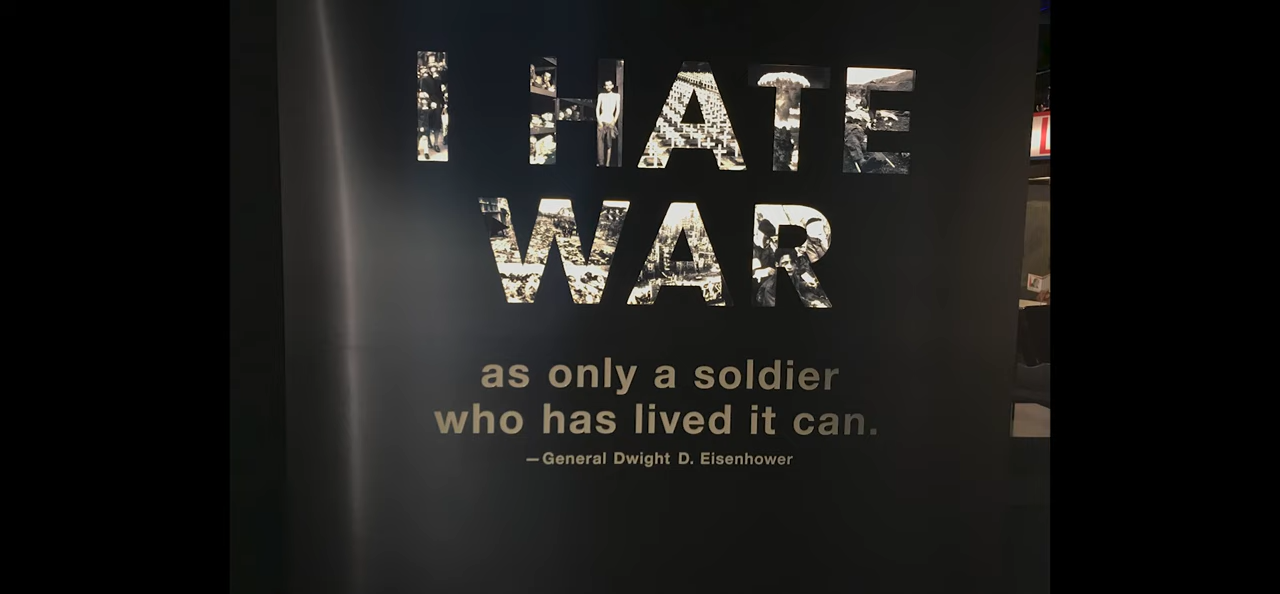 I HATE
WAR
as only a soldier
who has lived it can.
—General Dwight D. Eisenhower